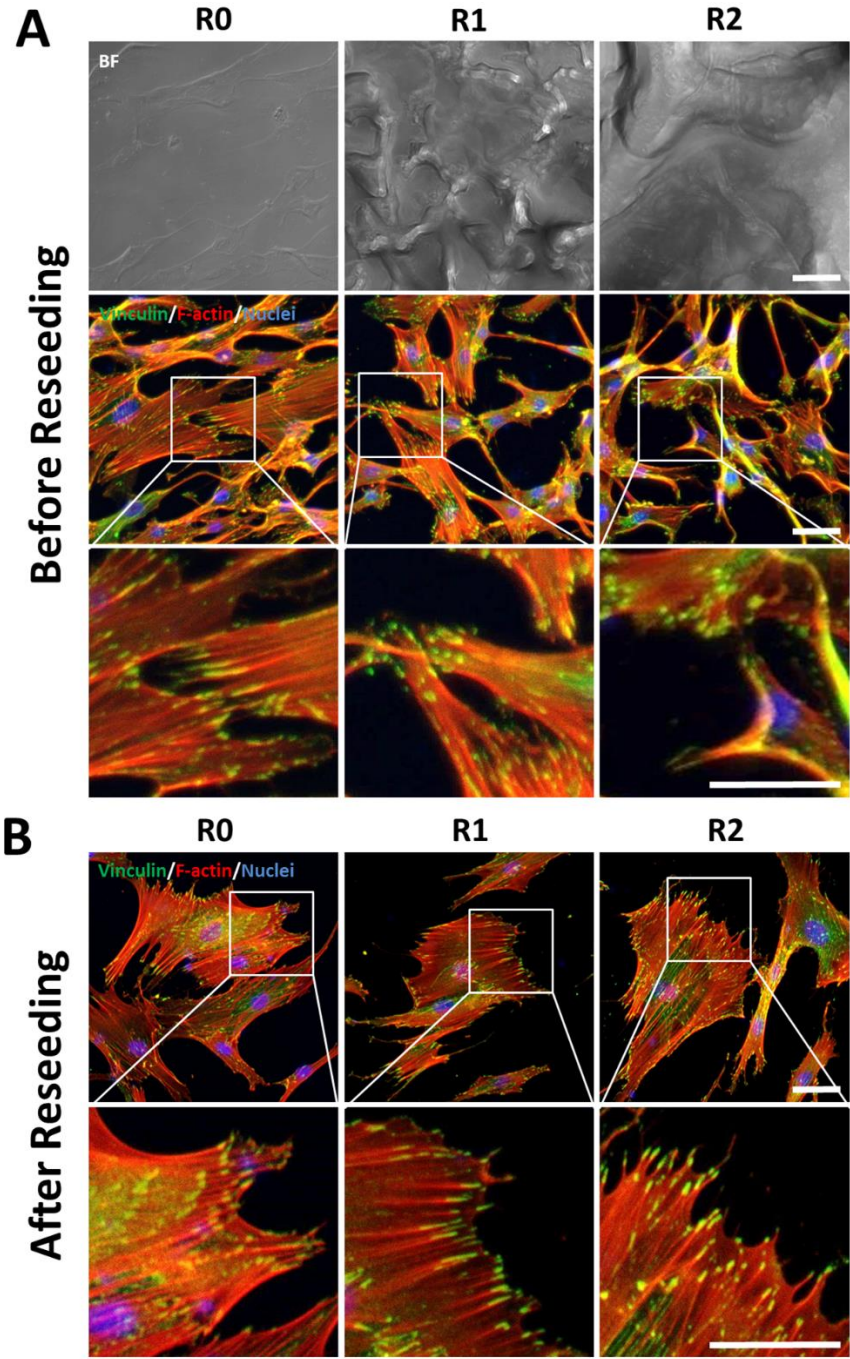 A
R0 R1 R2
BF
Before Reseeding
Vinculin/F-actin/Nuclei
B
R0 R1 R2
Vinculin/F-actin/Nuclei
After Reseeding